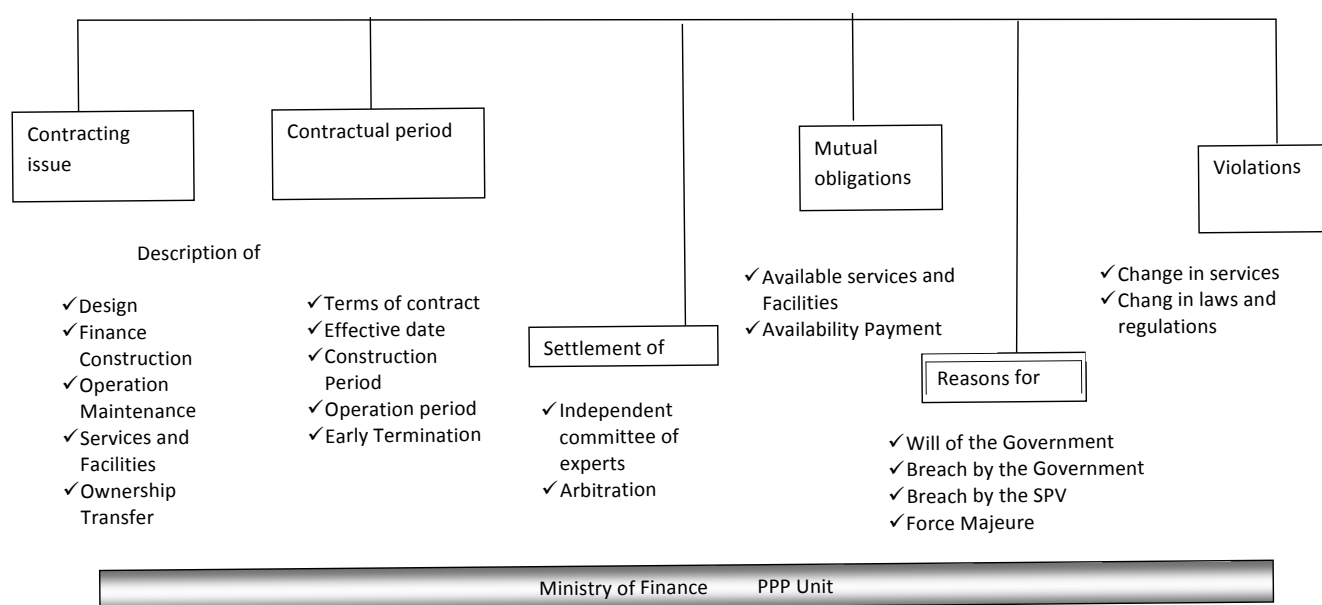 Contracting
issue
Contractual period
Mutual
obligations
Violations
Description of
✓Design
✓Finance
Construction
✓Operation
Maintenance
✓Services and
Facilities
✓Ownership
Transfer
✓Terms of contract
✓Effective date
✓Construction
Period
✓Operation period
✓Early Termination
Settlement of
✓Independent
committee of
experts
✓Arbitration
✓Available services and
Facilities
✓Availability Payment
Reasons for
✓Will of the Government
✓Breach by the Government
✓Breach by the SPV
✓Force Majeure
✓Change in services
✓Chang in laws and
regulations
Ministry of Finance PPP Unit